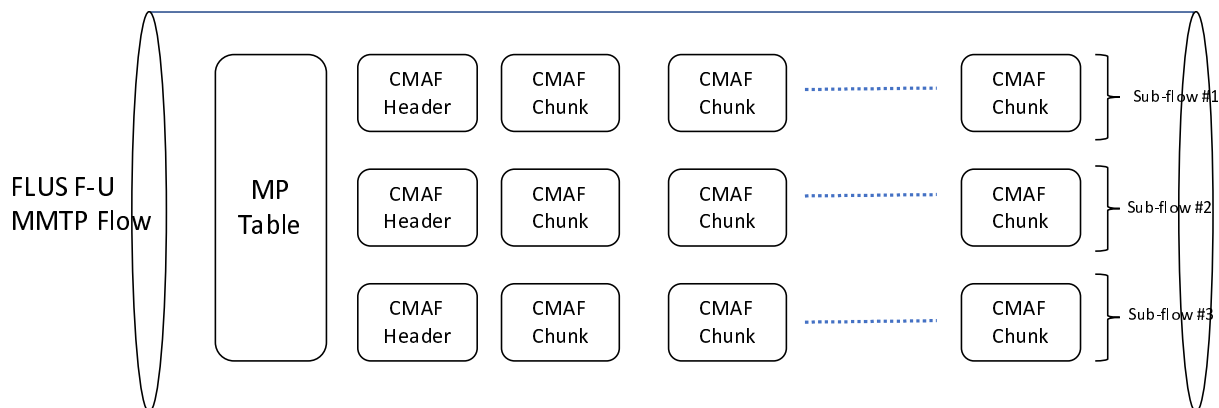 FLUS F-U
MMTP Flow
MP
Table
CMAF
Header
CMAF
Chunk
CMAF
Chunk
CMAF
Chunk
Sub-flow #1
CMAF
Header
CMAF
Chunk
CMAF
Chunk
CMAF
Chunk
Sub-flow #2
CMAF
Header
CMAF
Chunk
CMAF
Chunk
CMAF
Chunk
Sub-flow #3